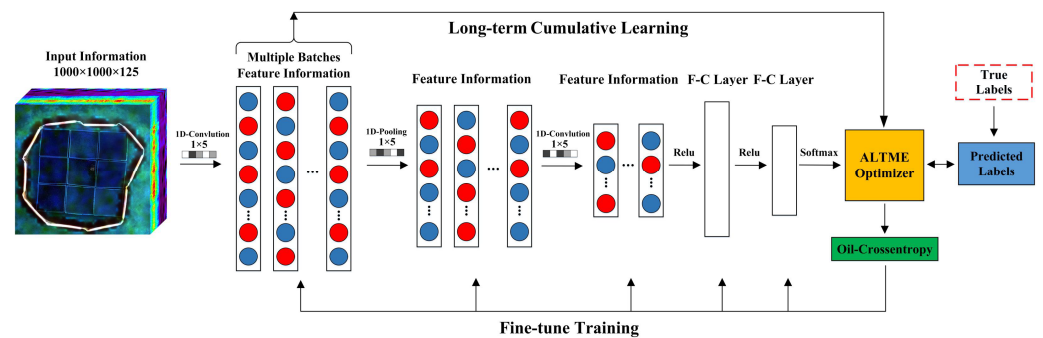 Long-term Cumulative Learning
Input Information
1000×1000×125
Multiple Batches
Feature Information
1D-Convlution
1×5
...
1D-Pooling
1×5
Feature Information
...
1D-Convlution
1×5
Feature Information
...
Relu
F-C Layer
Relu
F-C Layer
Softmax
ALTME
Optimizer
True
Labels
Predicted
Labels
Oil-Crossentropy
Fine-tune Training